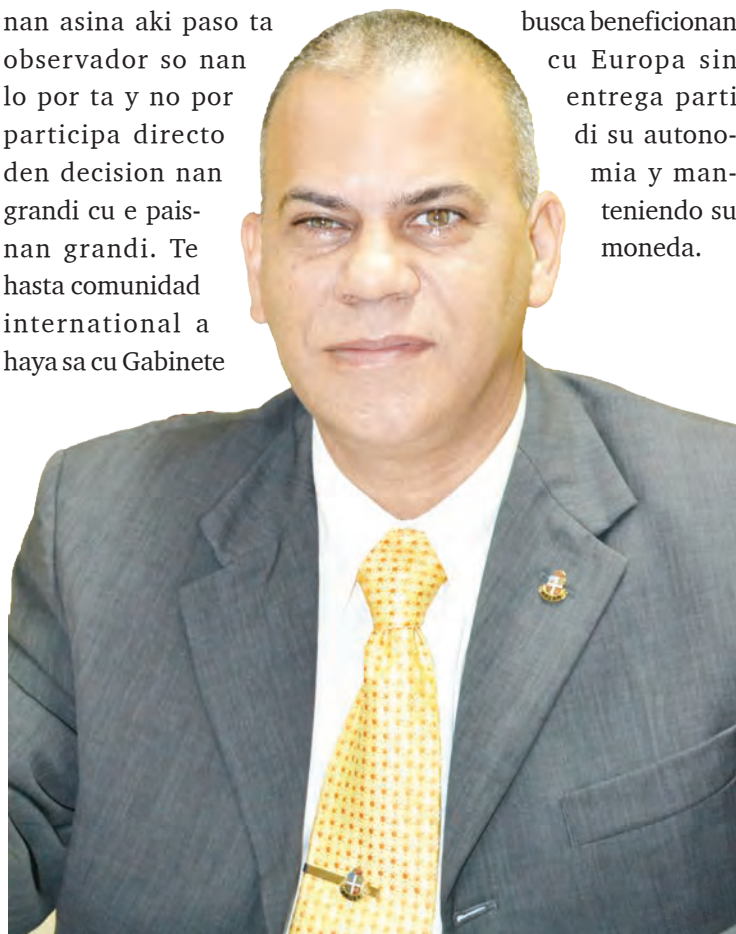 nan asina aki paso ta
observador so nan
lo por ta y no por
participa directo
den decision nan
grandi cu e pais-
nan grandi. Te
hasta comunidad
international a
haya sa cu Gabinete
busca beneficionan
cu Europa sin
entrega parti
di su autono-
mia y man-
teniendo su
moneda.